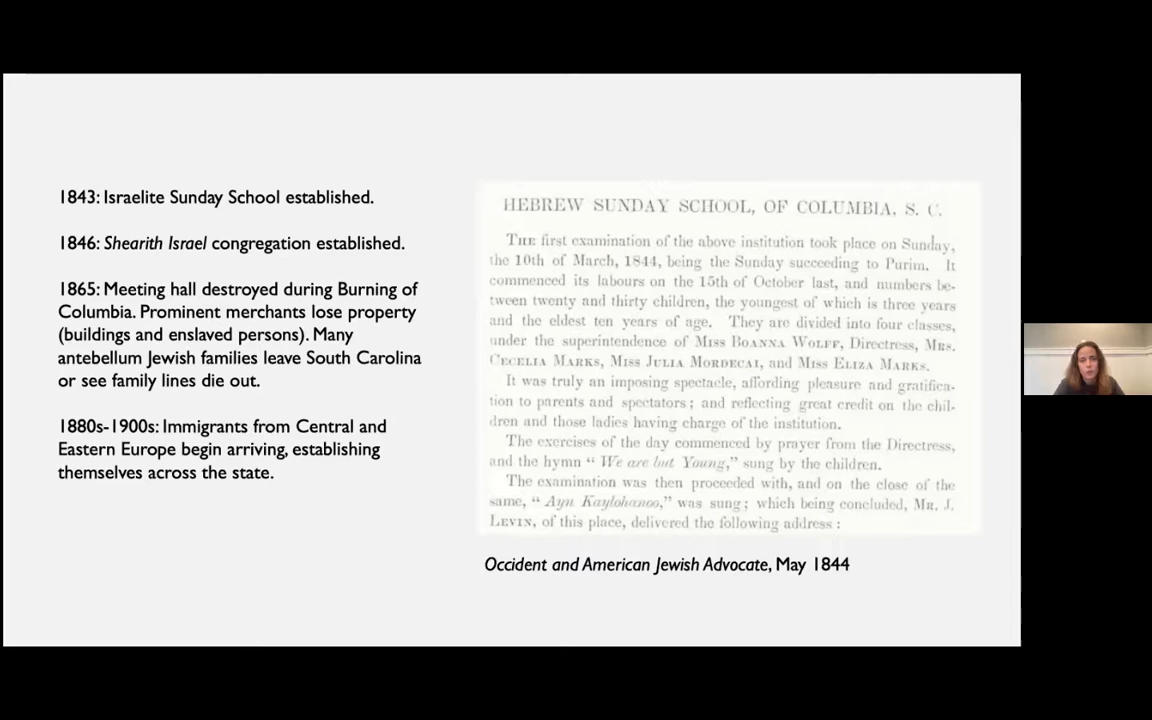 1843: Israelite Sunday School established.
1846: Shearith Israel congregation established.
1865: Meeting hall destroyed during Burning of
Columbia. Prominent merchants lose property
(buildings and enslaved persons). Many
antebellum Jewish families leave South Carolina
or see family lines die out.
1880s-1900s: Immigrants from Central and
Eastern Europe begin arriving, establishing
themselves across the state.
HEBREW SUNDAY SCHOOL, OF COLUMBIA, S. C.
THE first examination of the above institution took place on Sunday,
the 10th of March, 1844, being the Sunday succeeding to Purim. It
commenced its labours on the 15th of October last, and numbers be-
tween twenty and thirty children, the youngest of which is three years
and the eldest ten years of age. They are divided into four classes,
under the superintendence of MISS BOANNA WOLFF, Directress, MRS.
CECELIA MARKS, MISS JULIA MORDECAI, and MISS ELIZA MARKS.
It was truly an imposing spectacle, affording pleasure and gratifica-
tion to parents and spectators; and reflecting great credit on the chil-
dren and those ladies having charge of the institution.
The exercises of the day commenced by prayer from the Directress,
and the hymn “ We are but Young,” sung by the children.
The examination was then proceeded with, and on the close of the
same, “ Ayn Kaylohanoo,” was sung; which being concluded, MR. J.
LEVIN, of this place, delivered the following address :
Occident and American Jewish Advocate, May 1844